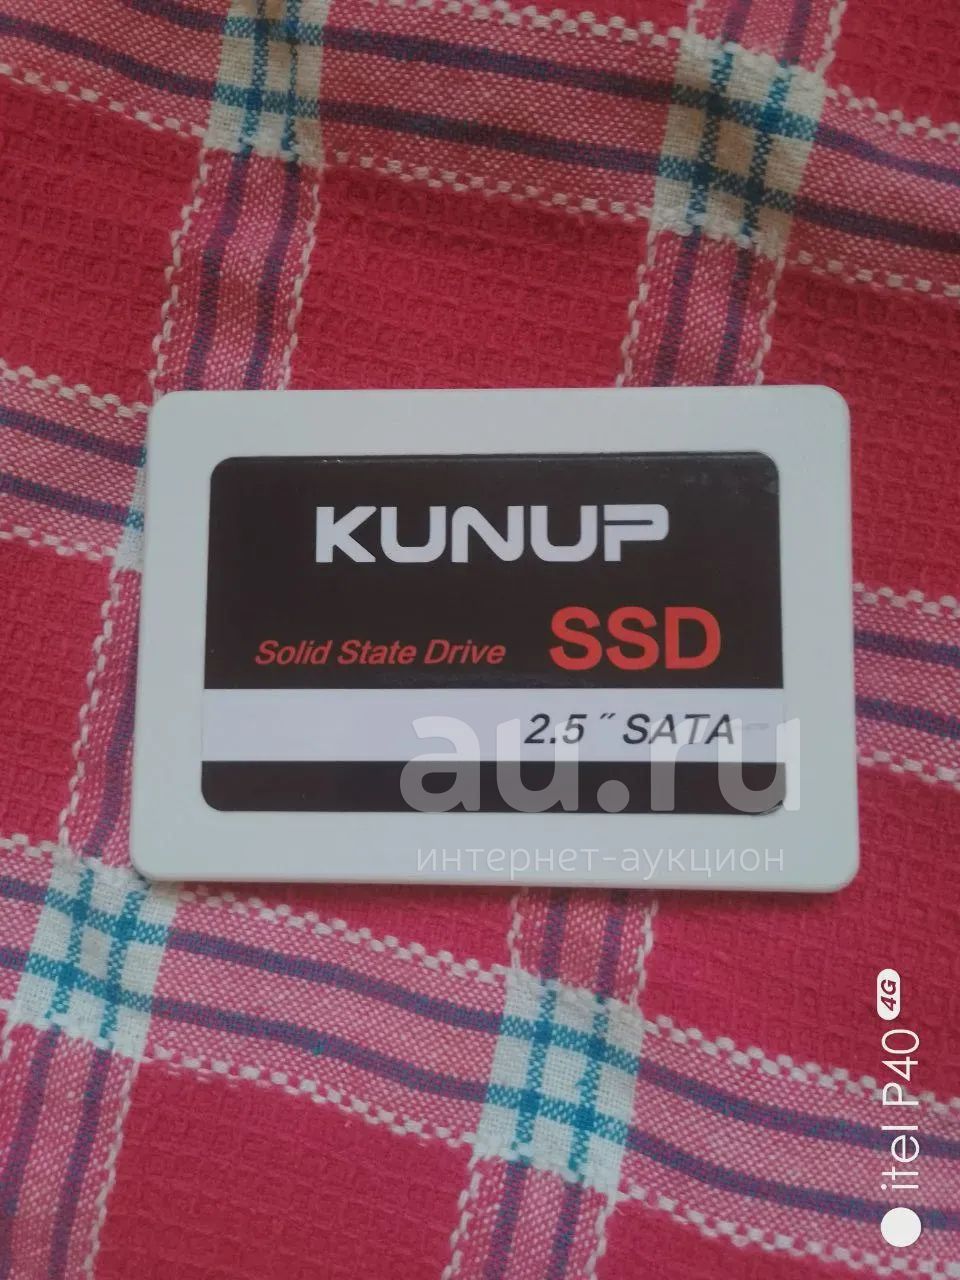 KUNUP
Solid State Drive SSD
2.5 ″ SATA
au.ru
интернет-аукцион
itel P40 4G